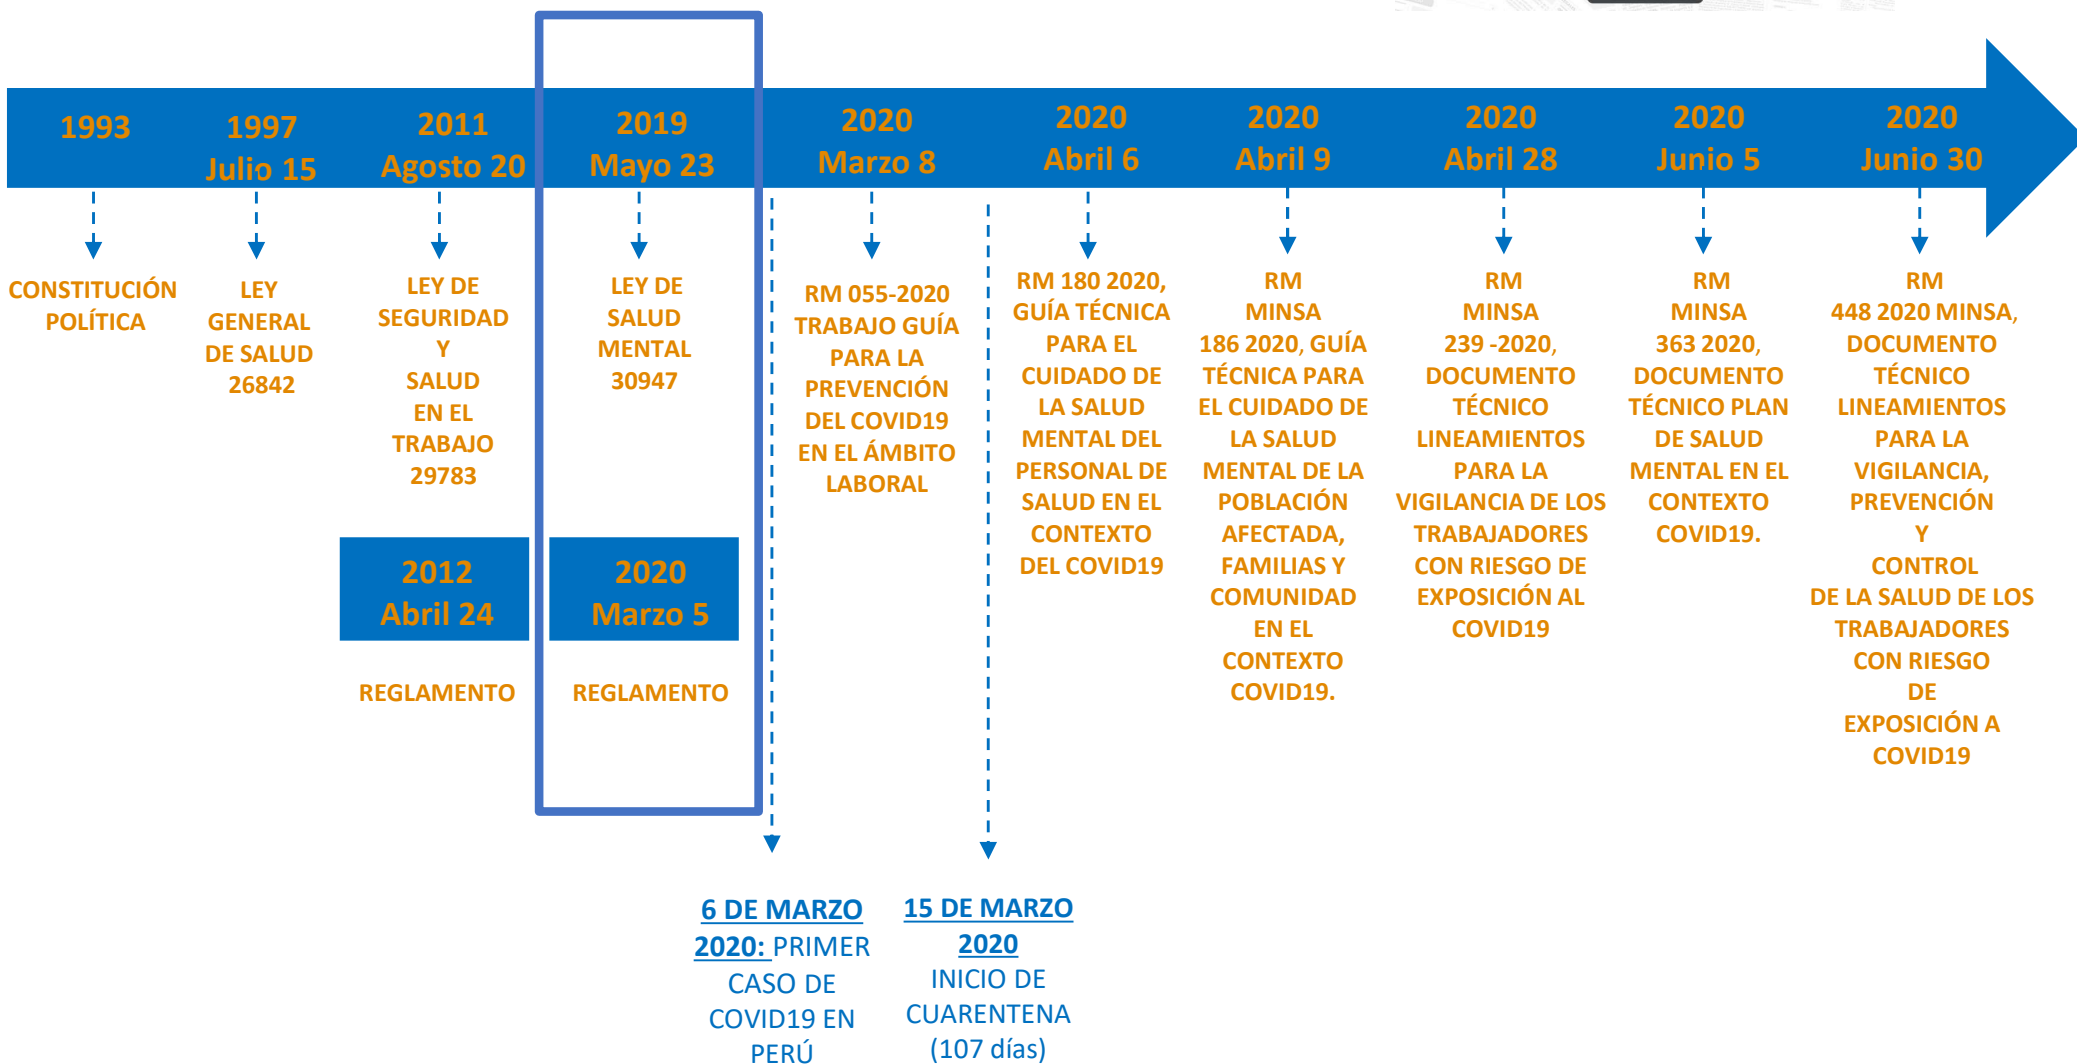 1993
CONSTITUCIÓN
POLÍTICA
1997
Julio 15
LEY
GENERAL
DE SALUD
26842
2011
Agosto 20
LEY DE
SEGURIDAD
Y
SALUD
EN EL
TRABAJO
29783
2012
Abril 24
REGLAMENTO
2019
Mayo 23
LEY DE
SALUD
MENTAL
30947
2020
Marzo 5
REGLAMENTO
6 DE MARZO
2020: PRIMER
CASO DE
COVID19 EN
PERÚ
2020
Marzo 8
RM 055-2020
TRABAJO GUÍA
PARA LA
PREVENCIÓN
DEL COVID19
EN EL ÁMBITO
LABORAL
15 DE MARZO
2020
INICIO DE
CUARENTENA
(107 días)
2020
Abril 6
RM 180 2020,
GUÍA TÉCNICA
PARA EL
CUIDADO DE
LA SALUD
MENTAL DEL
PERSONAL DE
SALUD EN EL
CONTEXTO
DEL COVID19
2020
Abril 9
RM
MINSA
186 2020, GUÍA
TÉCNICA PARA
EL CUIDADO DE
LA SALUD
MENTAL DE LA
POBLACIÓN
AFECTADA,
FAMILIAS Y
COMUNIDAD
EN EL
CONTEXTO
COVID19.
2020
Abril 28
RM
MINSA
239 -2020,
DOCUMENTO
TÉCNICO
LINEAMIENTOS
PARA LA
VIGILANCIA DE LOS
TRABAJADORES
CON RIESGO DE
EXPOSICIÓN AL
COVID19
2020
Junio 5
RM
MINSA
363 2020,
DOCUMENTO
TÉCNICO PLAN
DE SALUD
MENTAL EN EL
CONTEXTO
COVID19.
2020
Junio 30
RM
448 2020 MINSA,
DOCUMENTO
TÉCNICO
LINEAMIENTOS
PARA LA
VIGILANCIA,
PREVENCIÓN
Y
CONTROL
DE LA SALUD DE LOS
TRABAJADORES
CON RIESGO
DE
EXPOSICIÓN A
COVID19